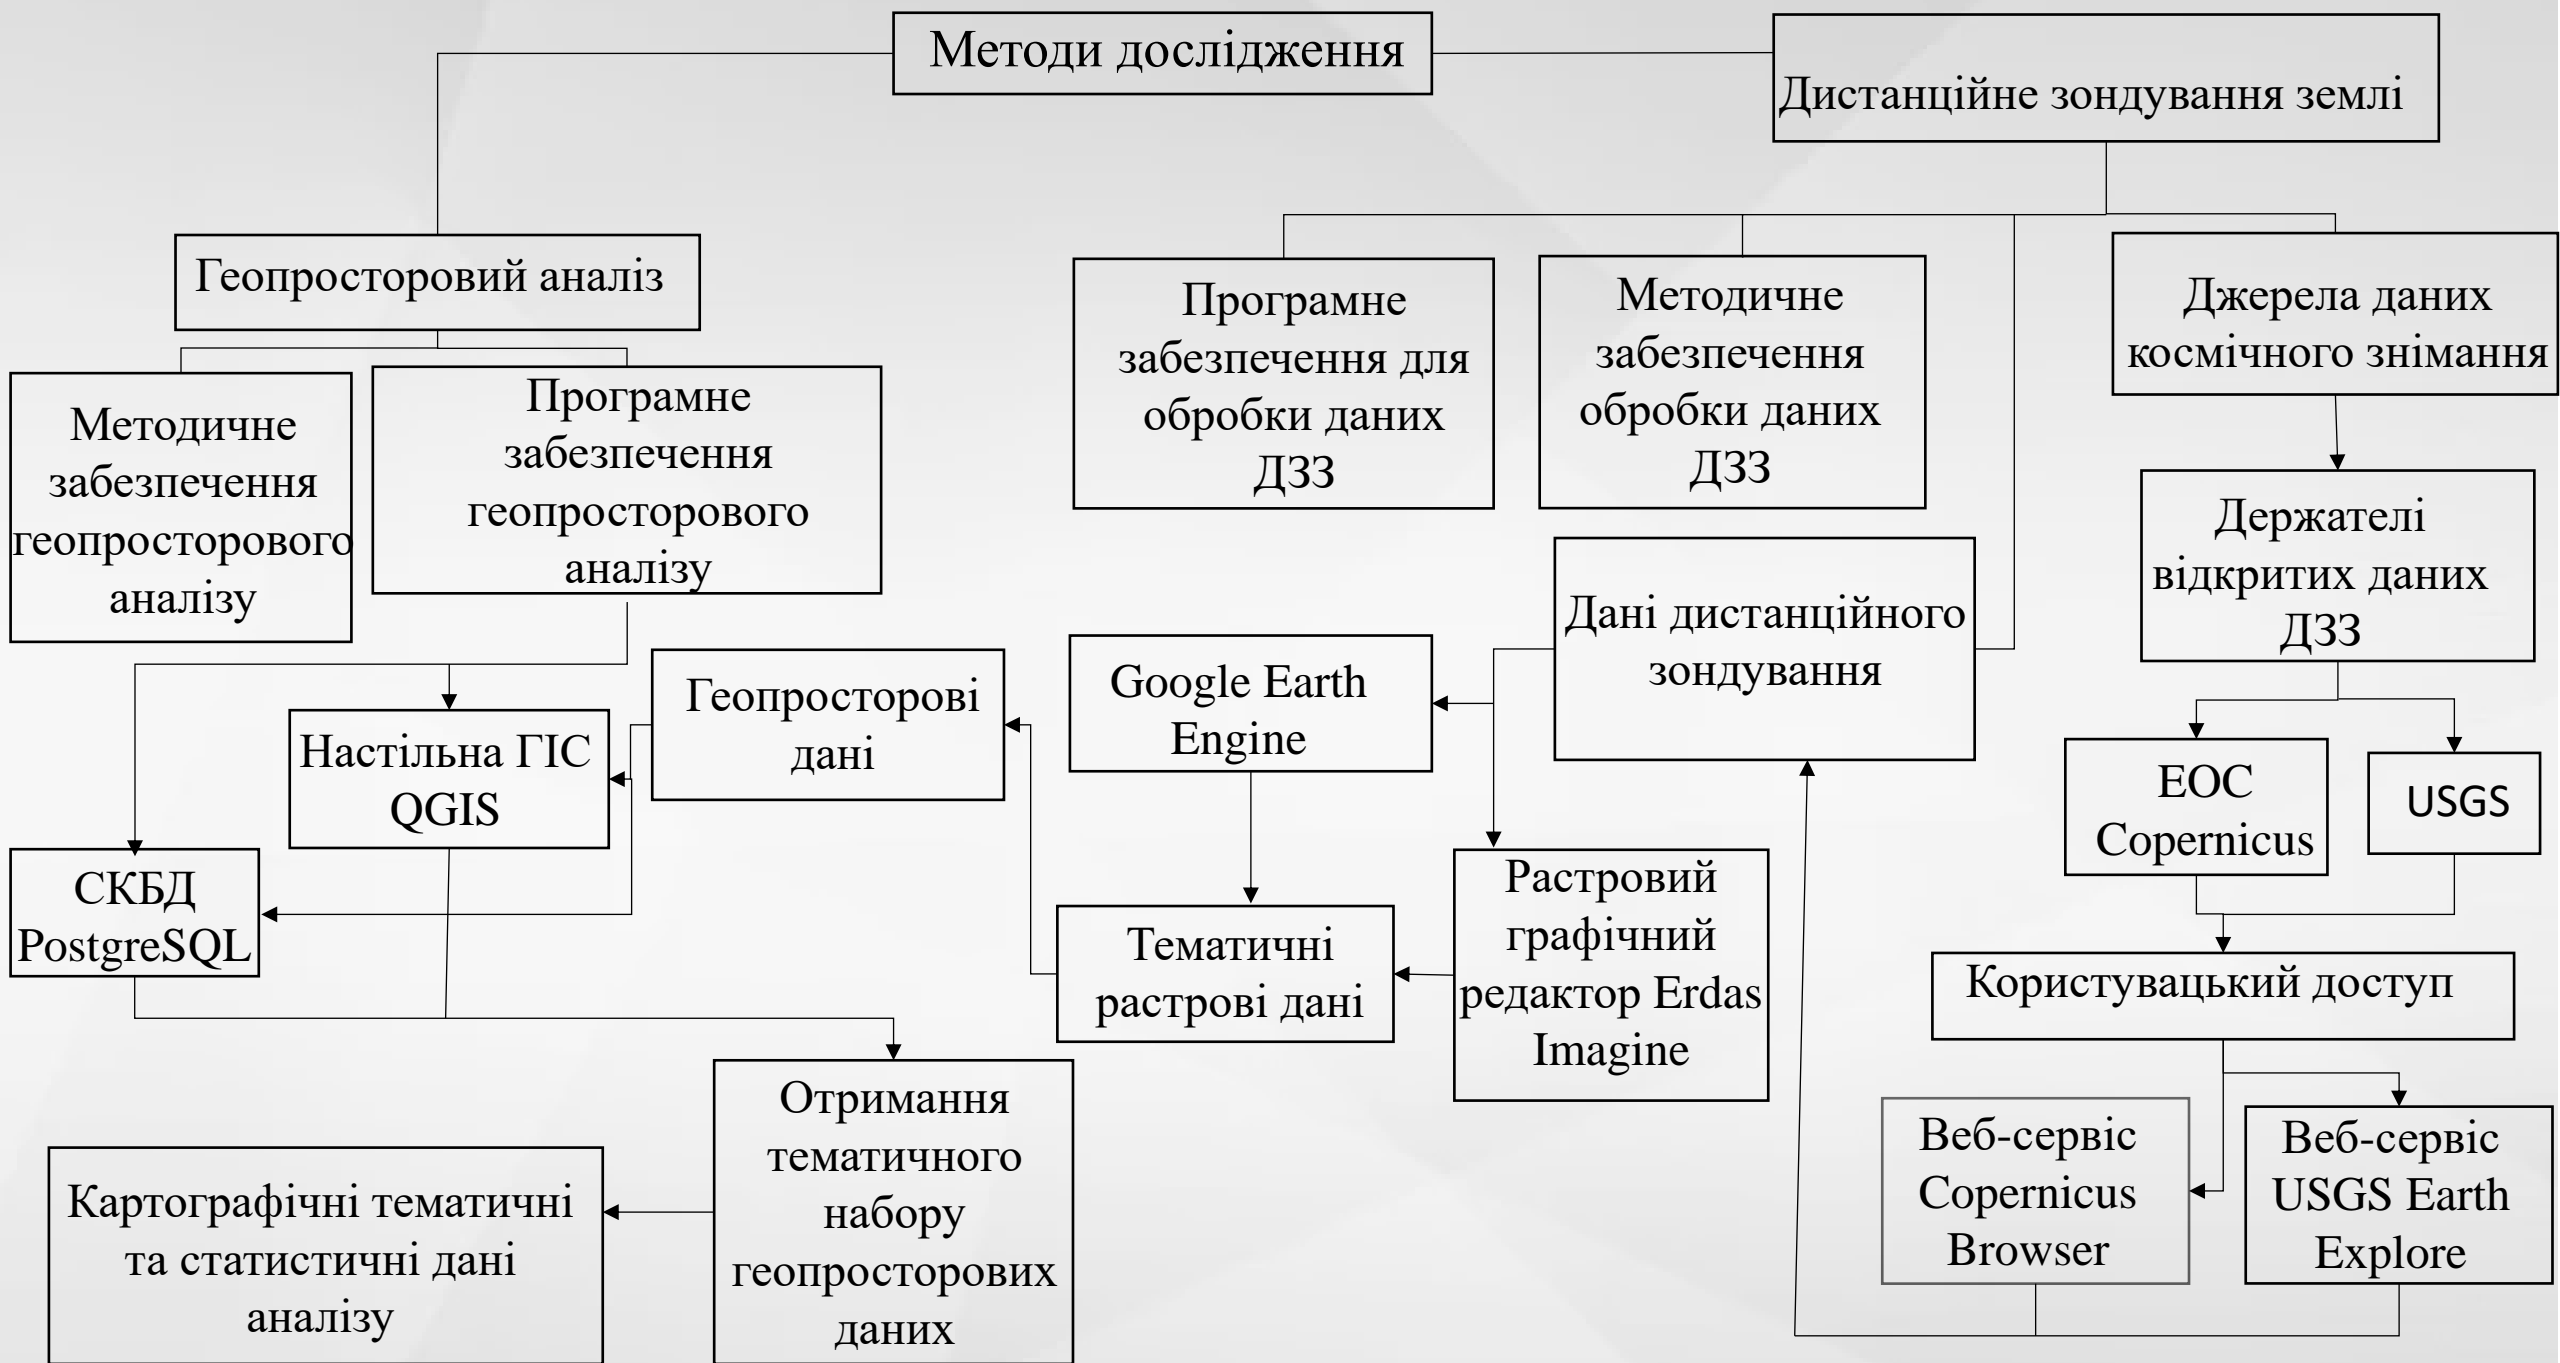 Методи дослідження
Дистанційне зондування землі
Геопросторовий аналіз
Програмне
забезпечення для
обробки даних
ДЗЗ
Методичне
забезпечення
обробки даних
ДЗЗ
Джерела даних
космічного знімання
Методичне
забезпечення
геопросторового
аналізу
Програмне
забезпечення
геопросторового
аналізу
Держателі
відкритих даних
ДЗЗ
Дані дистанційного
зондування
Google Earth
Engine
Геопросторові
дані
Настільна ГІС
QGIS
EOC
Copernicus
USGS
СКБД
PostgreSQL
Растровий
графічний
редактор Erdas
Imagine
Тематичні
растрові дані
Користувацький доступ
Отримання
тематичного
набору
геопросторових
даних
Картографічні тематичні
та статистичні дані
аналізу
Веб-сервіс
Copernicus
Browser
Веб-сервіс
USGS Earth
Explore